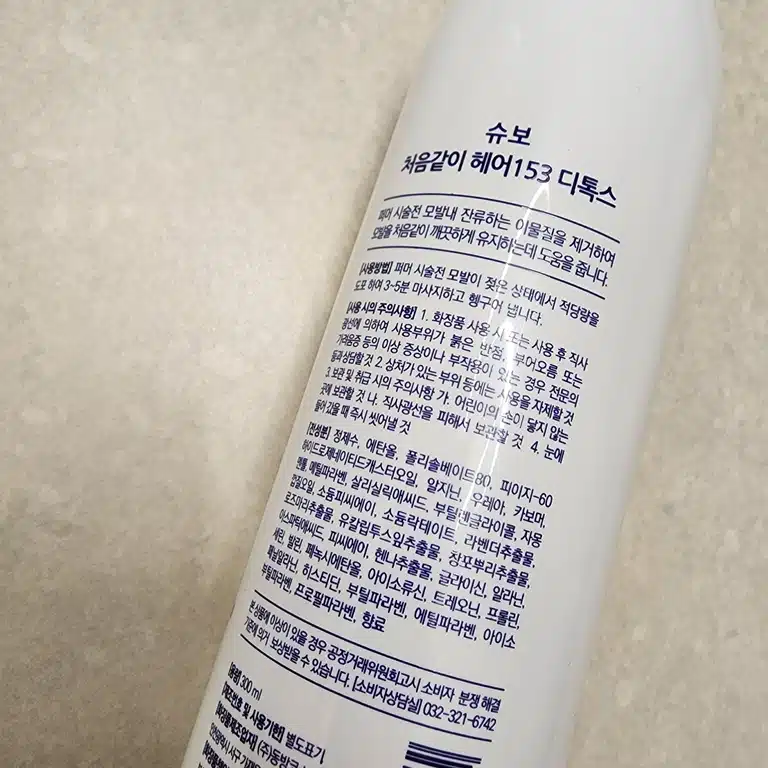 슈보
처음같이 헤어153 디톡스
퍼머 시술전 모발내 잔류하는 이물질을 제거하여
모발을 처음같이 깨끗하게 유지하는데 도움을 줍니다.
[사용방법] 퍼머 시술전 모발이 젖은 상태에서 적당량을
도포 하여 3-5분 마사지하고 헹구어 냅니다.
[사용 시의 주의사항] 1. 화장품 사용 시 또는 사용 후 직사
광선에 의하여 사용부위가 붉은 반점, 부어오름 또는
가려움증 등의 이상 증상이나 부작용이 있는 경우 전문의
등과 상담할 것 2. 상처가 있는 부위 등에는 사용을 자제할 것
3. 보관 및 취급 시의 주의사항 가. 어린이의 손이 닿지 않는
곳에 보관할 것 나. 직사광선을 피해서 보관할 것 4. 눈에
들어 갔을 때 즉시 씻어낼 것
[전성분] 정제수, 에탄올, 폴리솔베이트80, 피이지-60
하이드로제네이티드캐스터오일, 알지닌, 우레아, 카보머,
멘톨, 메틸파라벤, 살리실릭애씨드, 부틸렌글라이콜, 자몽
껍질오일, 소듐피씨에이, 소듐락테이트, 라벤더추출물,
로즈마리추출물, 유칼립투스잎추출물, 창포뿌리추출물,
아스파틱애씨드, 피씨에이, 헨나추출물, 글라이신, 알라닌,
세린, 발린, 페녹시에탄올, 아이소류신, 트레오닌, 프롤린,
페닐알라닌, 히스티딘, 부틸파라벤, 에틸파라벤, 아이소
부틸파라벤, 프로필파라벤, 향료
본 상품에 이상이 있을 경우 공정거래위원회고시 소비자 분쟁 해결
기준에 의거 보상받을 수 있습니다. [소비자상담실] 032-321-6742
[용량] 300ml
[제조번호 및 사용기한] 별도표기
[화장품제조업자] (주)동방코
인천광역시 서구